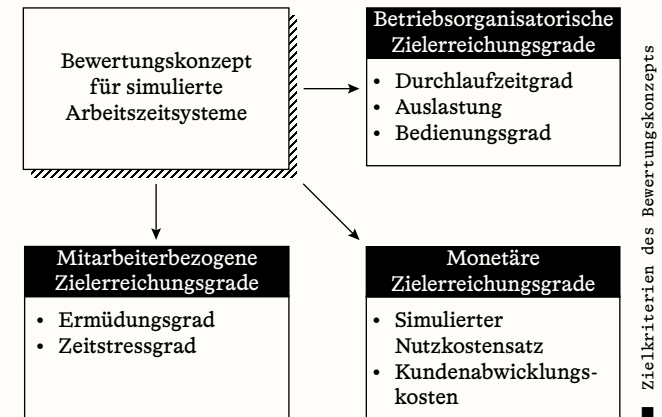 Bewertungskonzept
für simulierte
Arbeitszeitsysteme
Betriebsorganisatorische
Zielerreichungsgrade
• Durchlaufzeitgrad
• Auslastung
• Bedienungsgrad
Mitarbeiterbezogene
Zielerreichungsgrade
• Ermüdungsgrad
• Zeitstressgrad
Monetäre
Zielerreichungsgrade
• Simulierter
Nutzkostensatz
• Kundenabwicklungs-
kosten
Zielkriterien des Bewertungskonzepts